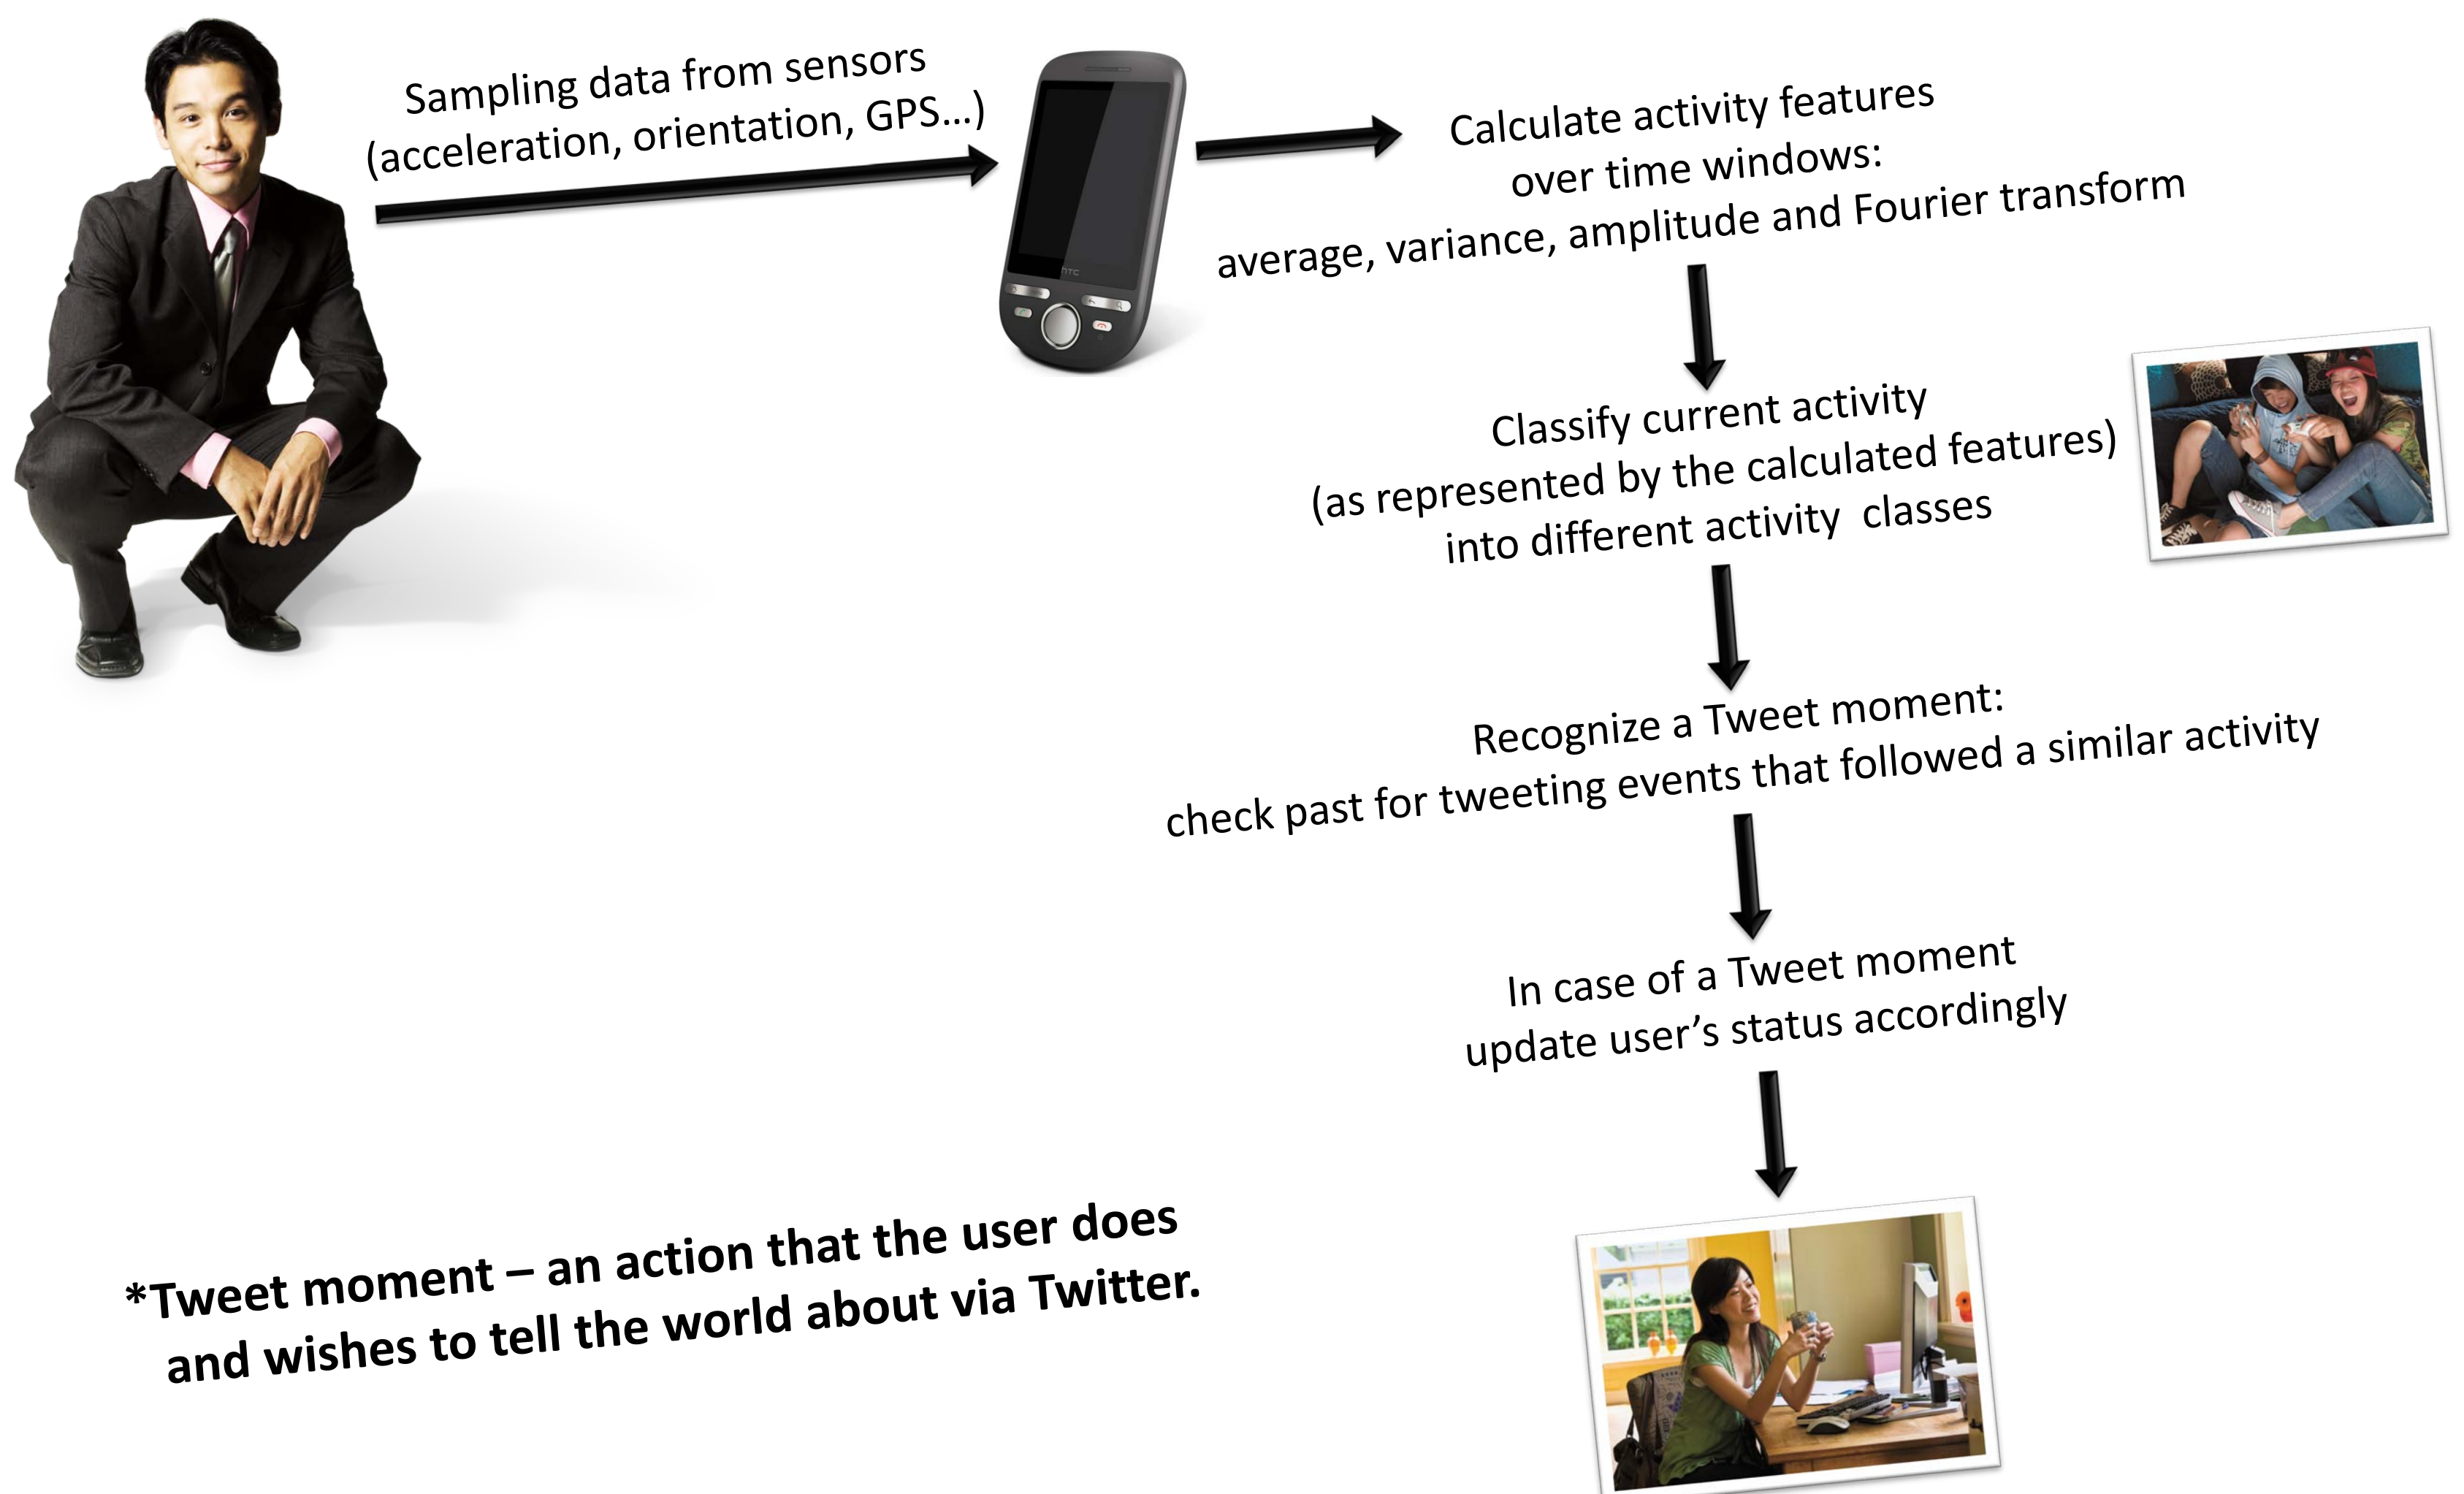 Sampling data from sensors
(acceleration, orientation, GPS...)
hTC
Calculate activity features
over time windows:
average, variance, amplitude and Fourier transform
Classify current activity
(as represented by the calculated features)
into different activity  classes
Recognize a Tweet moment:
check past for tweeting events that followed a similar activity
In case of a Tweet moment
update user’s status accordingly
*Tweet moment – an action that the user does
and wishes to tell the world about via Twitter.